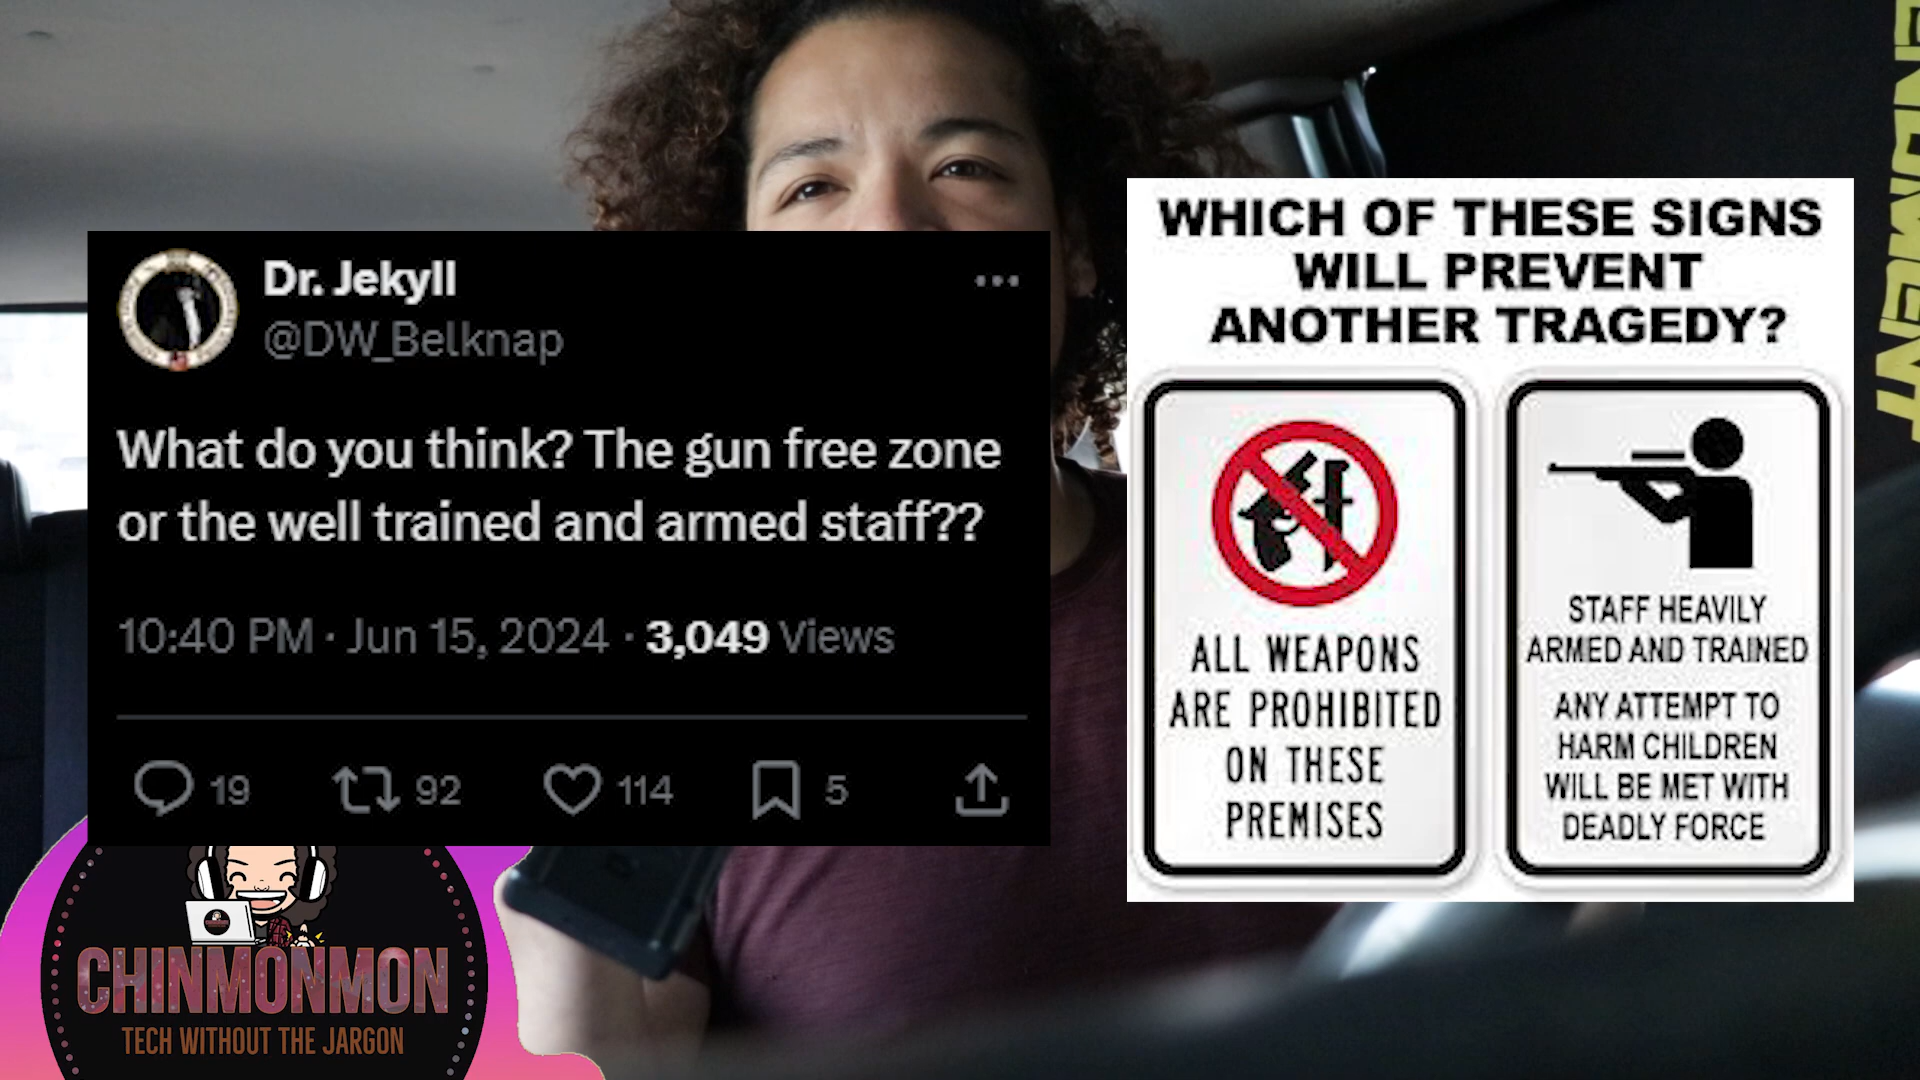 Dr. Jekyll
@DW_Belknap
What do you think? The gun free zone
or the well trained and armed staff??
10:40 PM · Jun 15, 2024 · 3,049 Views
19 92 114 5
WHICH OF THESE SIGNS
WILL PREVENT
ANOTHER TRAGEDY?
ALL WEAPONS
ARE PROHIBITED
ON THESE
PREMISES
STAFF HEAVILY
ARMED AND TRAINED
ANY ATTEMPT TO
HARM CHILDREN
WILL BE MET WITH
DEADLY FORCE
CHINMONMON
TECH WITHOUT THE JARGON